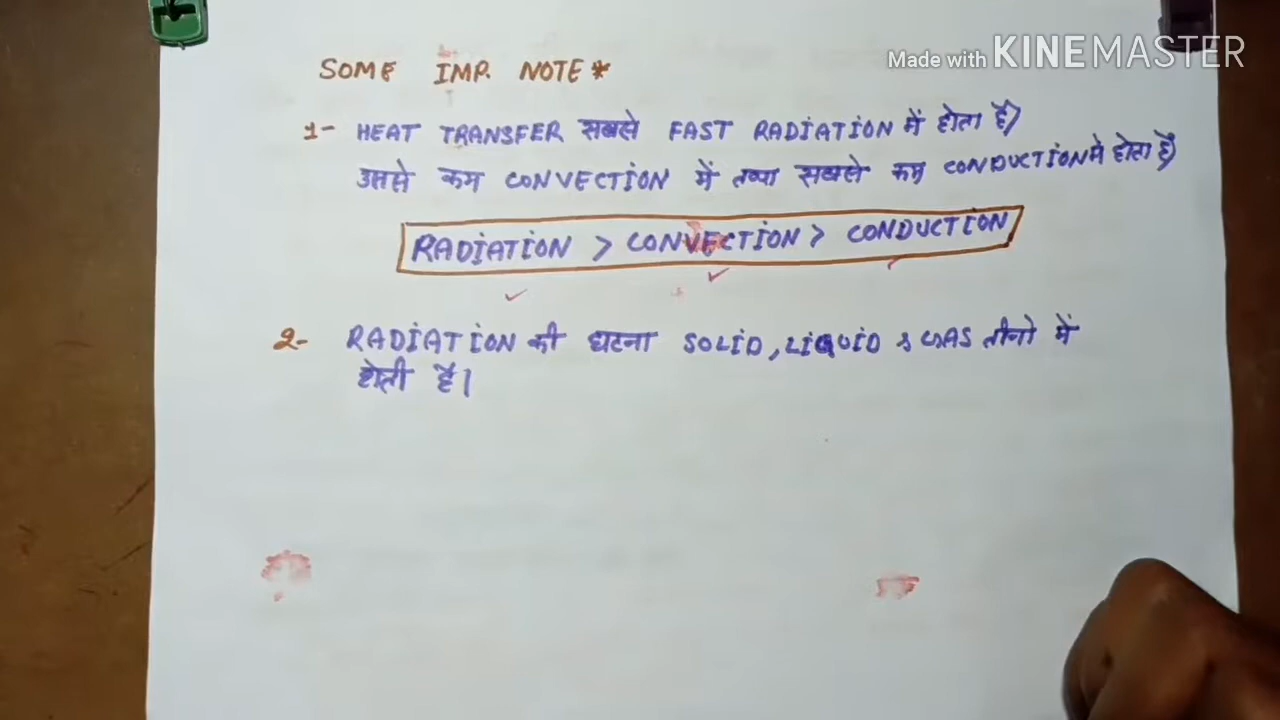 Made with KINEMASTER
SOME IMP. NOTE*
1- HEAT TRANSFER सबसे FAST RADIATION में होता है)
उससे कम CONVECTION में तथा सबसे कम CONDUCTION मे होता है)
RADIATION > CONVECTION > CONDUCTION
2- RADIATION की घटना SOLID, LIQUID & GAS तीनो में
होती है।